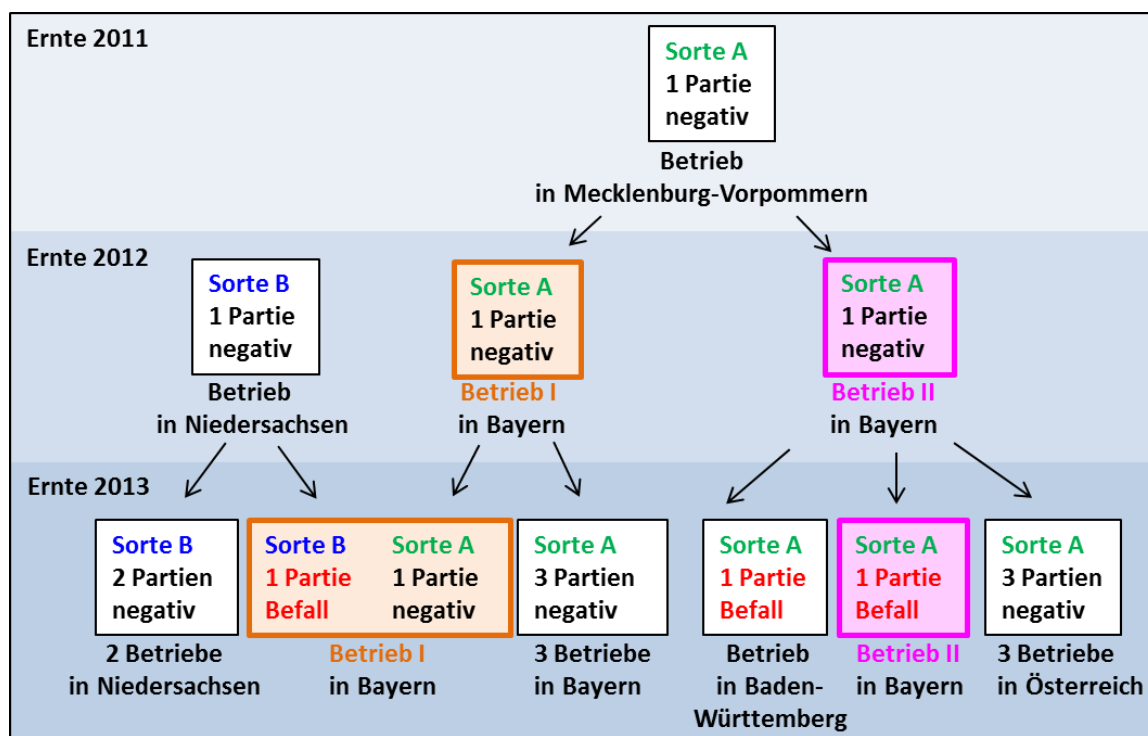 Ernte 2011
Sorte A
1 Partie
negativ
Betrieb
in Mecklenburg-Vorpommern
Ernte 2012
Sorte B
1 Partie
negativ
Betrieb
in Niedersachsen
Sorte A
1 Partie
negativ
Betrieb I
in Bayern
Sorte A
1 Partie
negativ
Betrieb II
in Bayern
Ernte 2013
Sorte B
2 Partien
negativ
2 Betriebe
in Niedersachsen
Sorte B
1 Partie
Befall
Sorte A
1 Partie
negativ
Betrieb I
in Bayern
Sorte A
3 Partien
negativ
3 Betriebe
in Bayern
Sorte A
1 Partie
Befall
Betrieb
in Baden-
Württemberg
Sorte A
1 Partie
Befall
Betrieb II
in Bayern
Sorte A
3 Partien
negativ
3 Betriebe
in Österreich